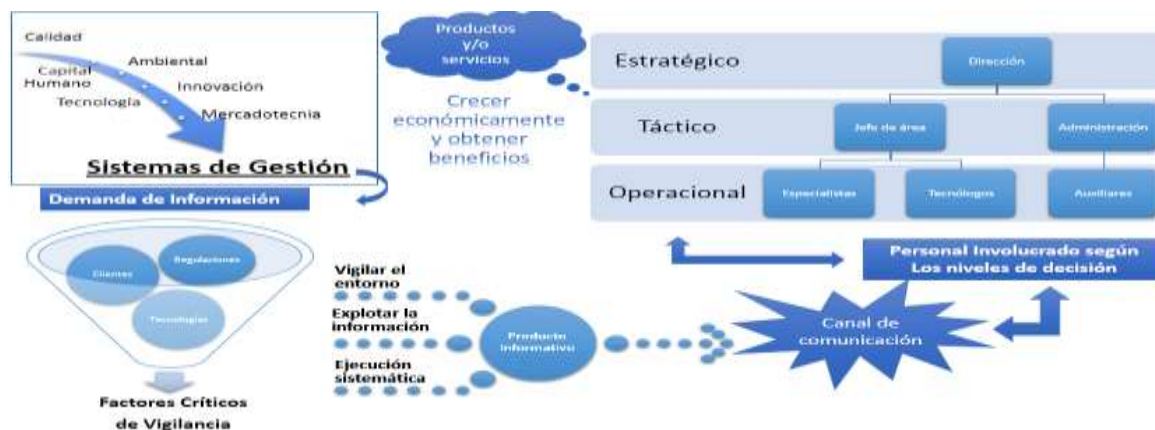 Calidad
Capital
Humano
Tecnología
Ambiental
Innovación
Mercadotecnia
Sistemas de Gestión
Demanda de Información
Clientes
Regulaciones
Tecnologías
Factores Críticos
de Vigilancia
Productos
y/o
servicios
Crecer
económicamente
y obtener
beneficios
Estratégico
Dirección
Táctico
Jefe de área
Administración
Operacional
Especialistas
Tecnólogos
Auxiliares
Personal Involucrado según
Los niveles de decisión
Vigilar el
entorno
Explotar la
información
Ejecución
sistemática
Producto
informativo
Canal de
comunicación